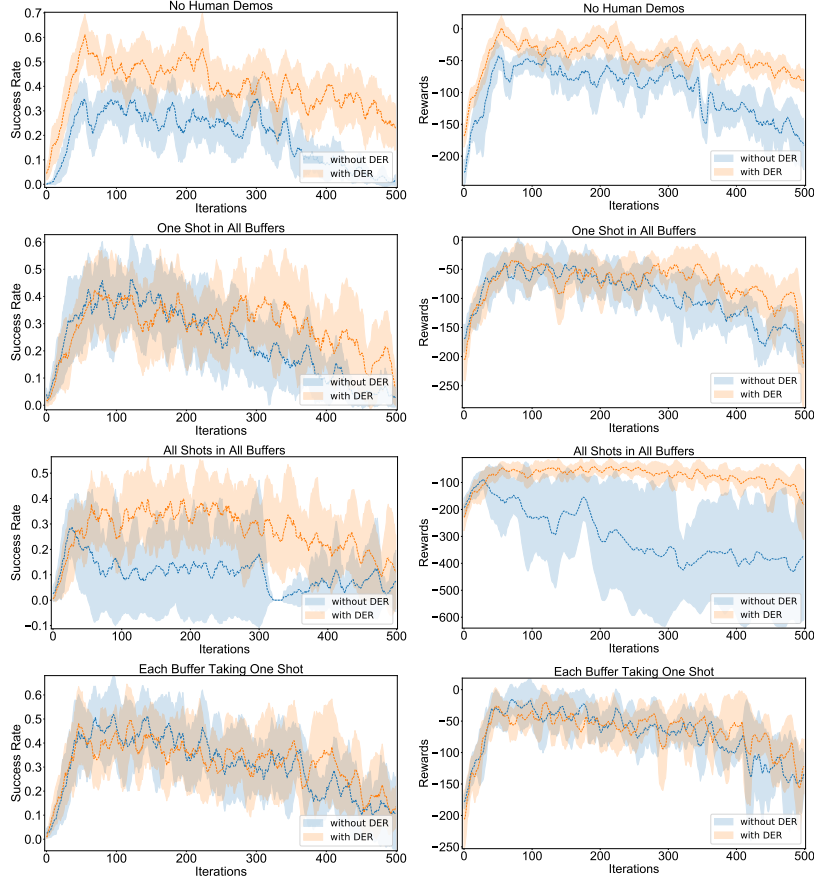 No Human Demos
0.7
0.6
0.5
0.4
0.3
0.2
0.1
0.0
Success Rate
0 100 200 300 400 500
Iterations
without DER
with DER
No Human Demos
0
−50
−100
−150
−200
Rewards
0 100 200 300 400 500
Iterations
without DER
with DER
One Shot in All Buffers
0.6
0.5
0.4
0.3
0.2
0.1
0.0
Success Rate
0 100 200 300 400 500
Iterations
without DER
with DER
One Shot in All Buffers
0
−50
−100
−150
−200
−250
Rewards
0 100 200 300 400 500
Iterations
without DER
with DER
All Shots in All Buffers
0.5
0.4
0.3
0.2
0.1
0.0
−0.1
Success Rate
0 100 200 300 400 500
Iterations
without DER
with DER
All Shots in All Buffers
−100
−200
−300
−400
−500
−600
Rewards
0 100 200 300 400 500
Iterations
without DER
with DER
Each Buffer Taking One Shot
0.6
0.5
0.4
0.3
0.2
0.1
0.0
Success Rate
0 100 200 300 400 500
Iterations
without DER
with DER
Each Buffer Taking One Shot
0
−50
−100
−150
−200
−250
Rewards
0 100 200 300 400 500
Iterations
without DER
with DER